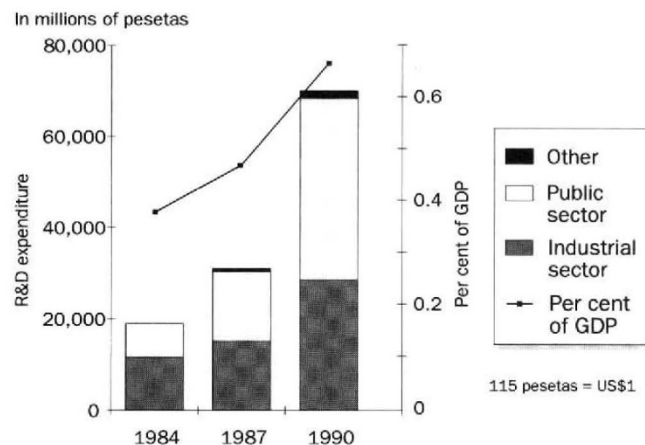 In millions of pesetas
80,000
60,000
40,000
20,000
0
R&D expenditure
1984
1987
1990
0.6
0.4
0.2
0
Per cent of GDP
Other
Public
sector
Industrial
sector
Per cent
of GDP
115 pesetas = US$1